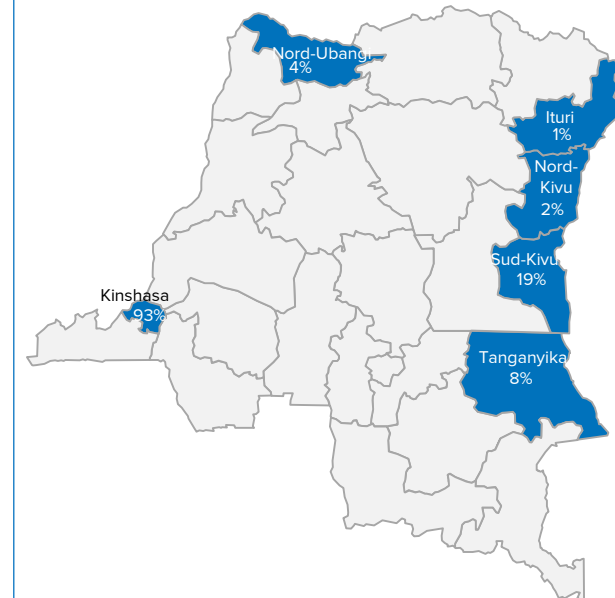 Nord-Ubangi
4%
Ituri
1%
Nord-
Kivu
2%
Sud-Kivu
19%
Kinshasa
93%
Tanganyika
8%